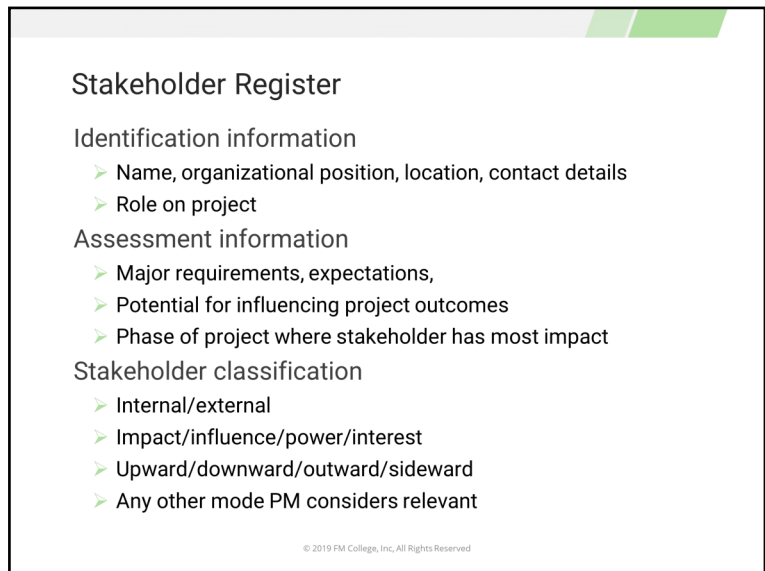 Stakeholder Register
Identification information
Name, organizational position, location, contact details
Role on project
Assessment information
Major requirements, expectations,
Potential for influencing project outcomes
Phase of project where stakeholder has most impact
Stakeholder classification
Internal/external
Impact/influence/power/interest
Upward/downward/outward/sideward
Any other mode PM considers relevant
© 2019 FM College, Inc, All Rights Reserved